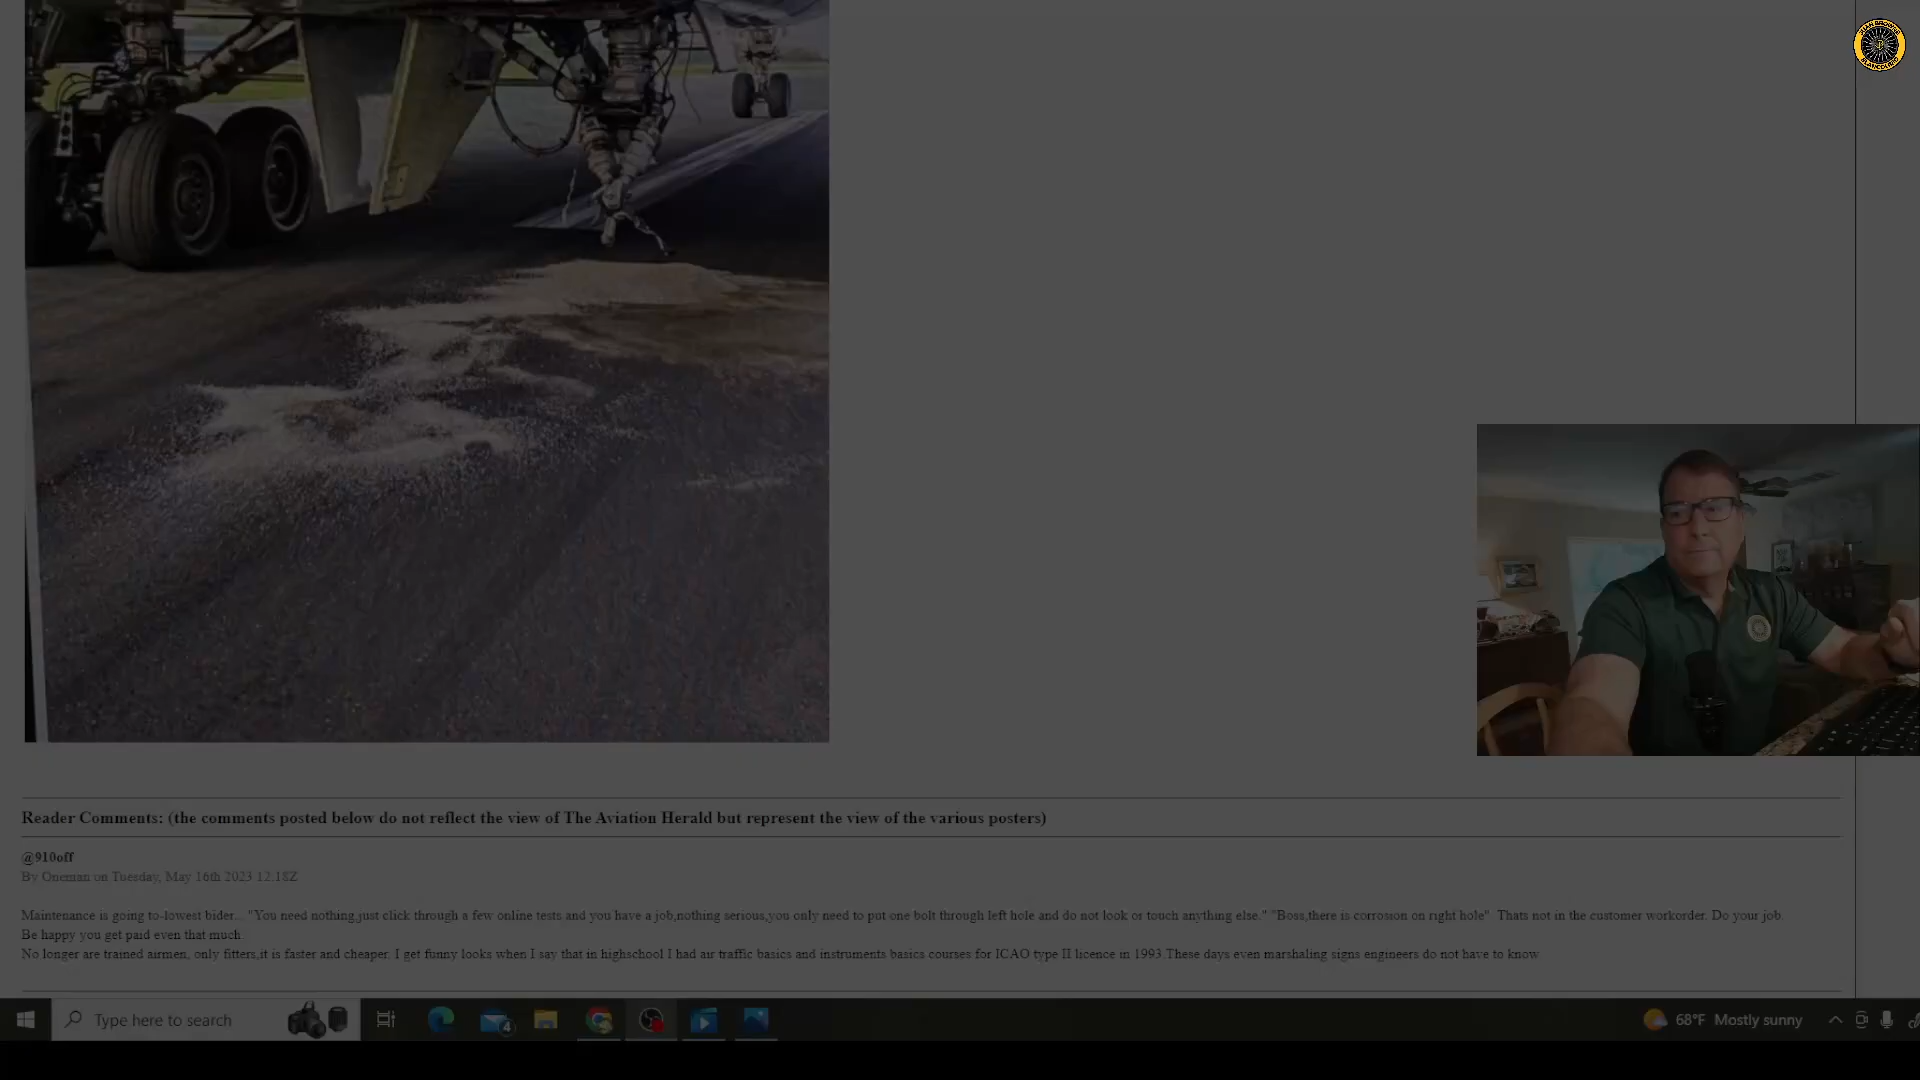 Reader Comments: (the comments posted below do not reflect the view of The Aviation Herald but represent the view of the various posters)
@910off
By Oneman on Tuesday, May 16th 2023 12:18Z
Maintenance is going to-lowest bider... "You need nothing,just click through a few online tests and you have a job,nothing serious,you only need to put one bolt through left hole and do not look or touch anything else." "Boss,there is corrosion on right hole". Thats not in the customer workorder. Do your job.
Be happy you get paid even that much.
No longer are trained airmen, only fitters,it is faster and cheaper. I get funny looks when I say that in highschool I had air traffic basics and instruments basics courses for ICAO type II licence in 1993.These days even marshaling signs engineers do not have to know.
Type here to search
4
68°F Mostly sunny